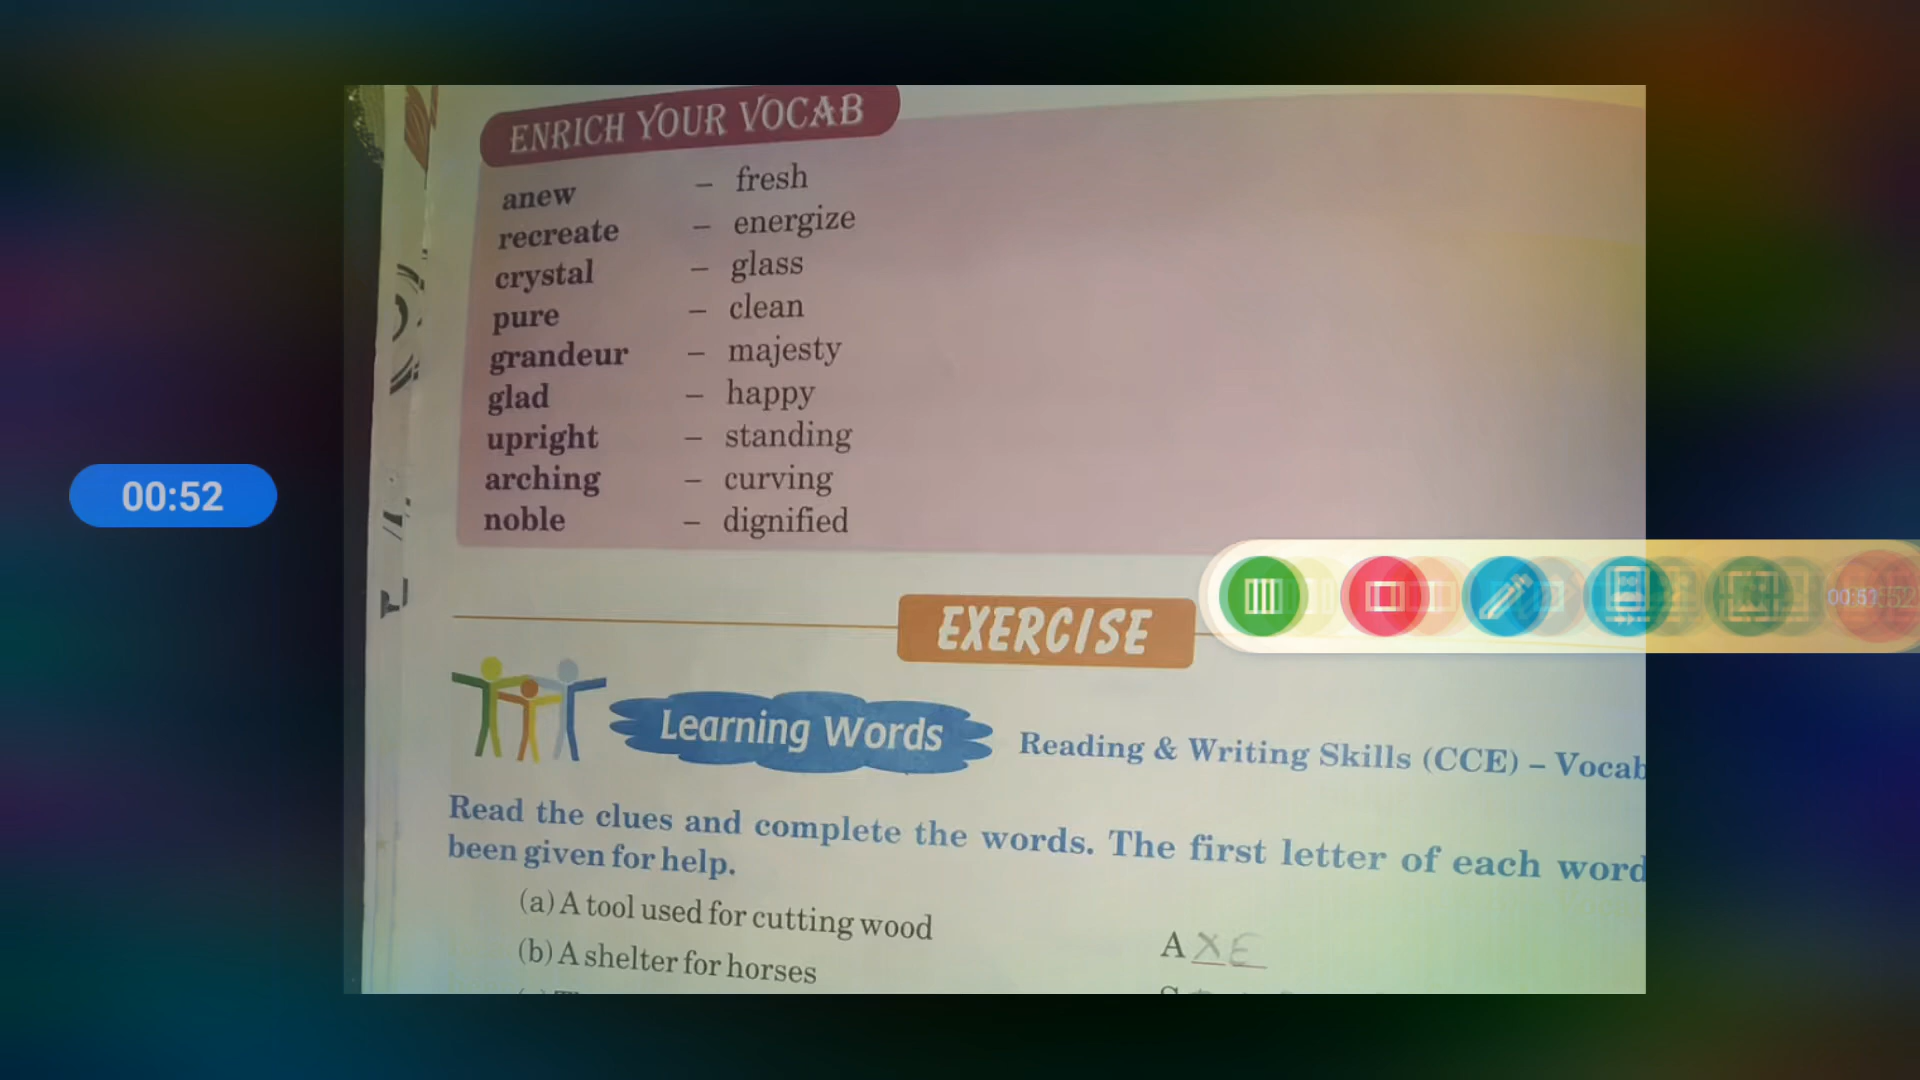 ENRICH YOUR VOCAB
anew – fresh
recreate – energize
crystal – glass
pure – clean
grandeur – majesty
glad – happy
upright – standing
arching – curving
noble – dignified
00:52
EXERCISE
Learning Words
Reading & Writing Skills (CCE) – Vocab
Read the clues and complete the words. The first letter of each word
been given for help.
(a) A tool used for cutting wood AXE
(b) A shelter for horses